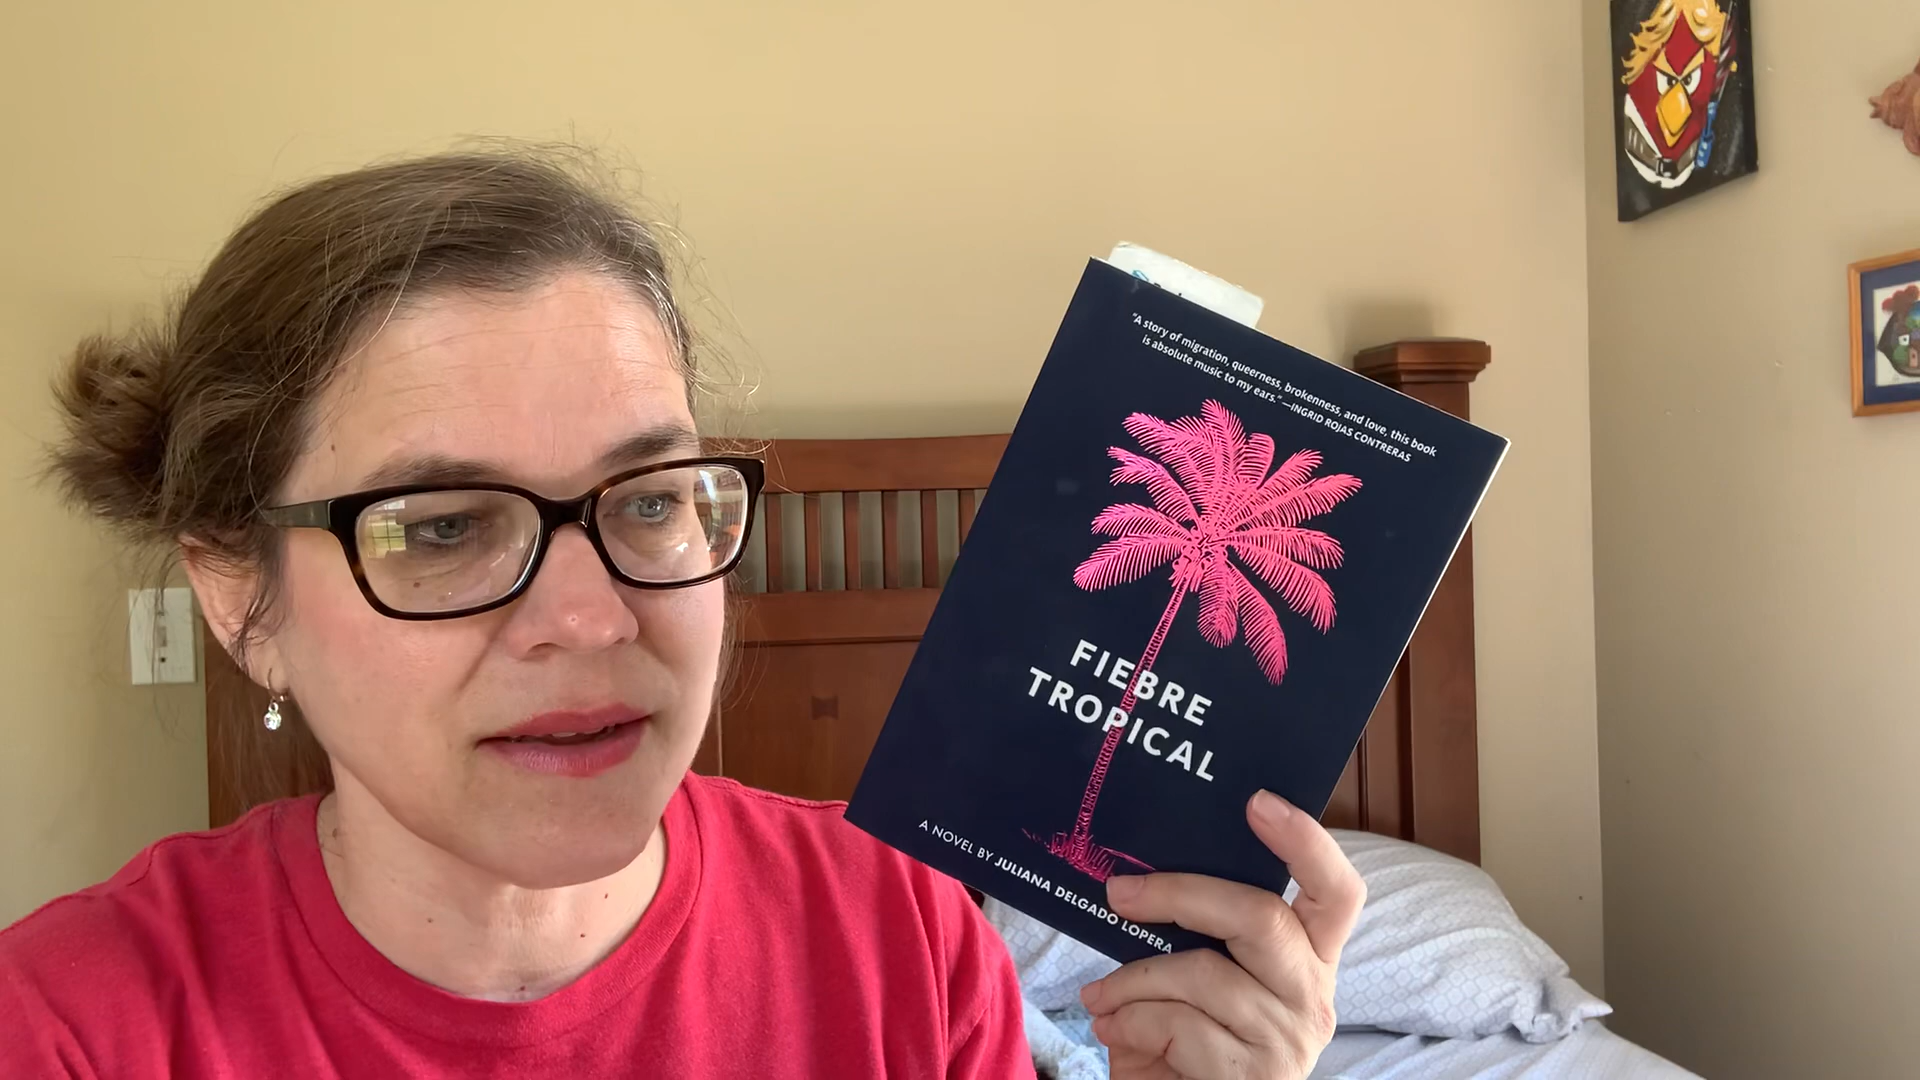 "A story of migration, queerness, brokenness, and love, this book
is absolute music to my ears." —INGRID ROJAS CONTRERAS
FIEBRE
TROPICAL
A NOVEL BY JULIANA DELGADO LOPERA